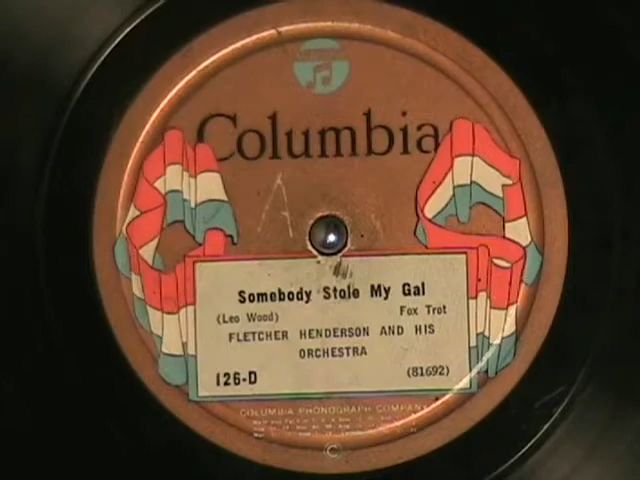 Columbia
A
Somebody Stole My Gal
(Leo Wood) Fox Trot
FLETCHER HENDERSON AND HIS
ORCHESTRA
126-D (81692)
COLUMBIA PHONOGRAPH COMPANY
C